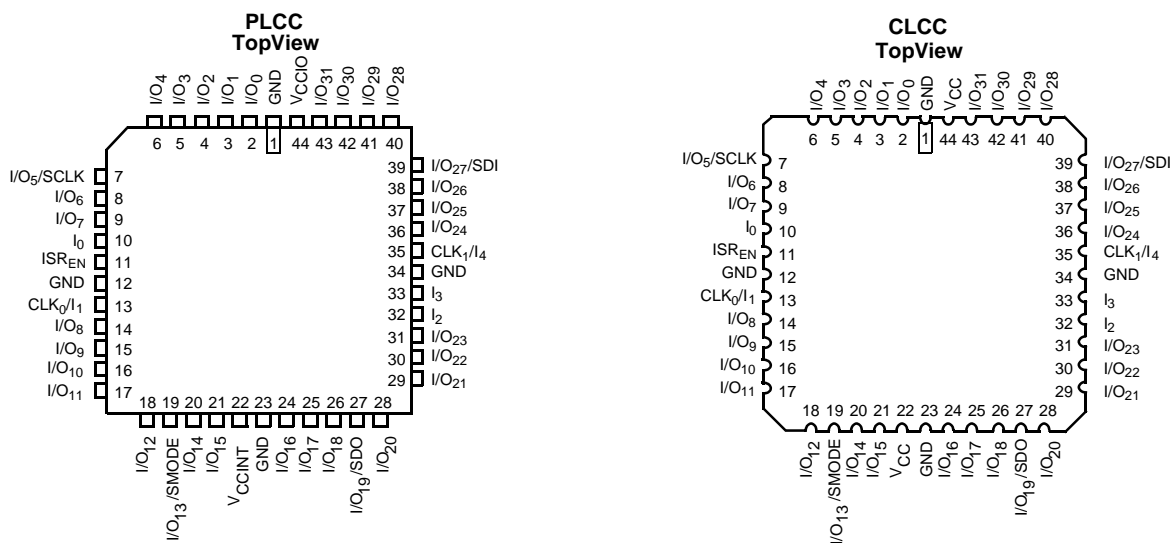 PLCC
TopView
I/O4
I/O3
I/O2
I/O1
I/O0
GND
VCCIO
I/O31
I/O30
I/O29
I/O28
6 5 4 3 2 1 44 43 42 41 40
I/O5/SCLK 7
I/O6 8
I/O7 9
I0 10
ISREN 11
GND 12
CLK0/I1 13
I/O8 14
I/O9 15
I/O10 16
I/O11 17
39 I/O27/SDI
38 I/O26
37 I/O25
36 I/O24
35 CLK1/I4
34 GND
33 I3
32 I2
31 I/O23
30 I/O22
29 I/O21
18 19 20 21 22 23 24 25 26 27 28
I/O12
I/O13/SMODE
I/O14
I/O15
VCCINT
GND
I/O16
I/O17
I/O18
I/O19/SDO
I/O20
CLCC
TopView
I/O4
I/O3
I/O2
I/O1
I/O0
GND
VCC
I/O31
I/O30
I/O29
I/O28
6 5 4 3 2 1 44 43 42 41 40
I/O5/SCLK 7
I/O6 8
I/O7 9
I0 10
ISREN 11
GND 12
CLK0/I1 13
I/O8 14
I/O9 15
I/O10 16
I/O11 17
39 I/O27/SDI
38 I/O26
37 I/O25
36 I/O24
35 CLK1/I4
34 GND
33 I3
32 I2
31 I/O23
30 I/O22
29 I/O21
18 19 20 21 22 23 24 25 26 27 28
I/O12
I/O13/SMODE
I/O14
I/O15
VCC
GND
I/O16
I/O17
I/O18
I/O19/SDO
I/O20